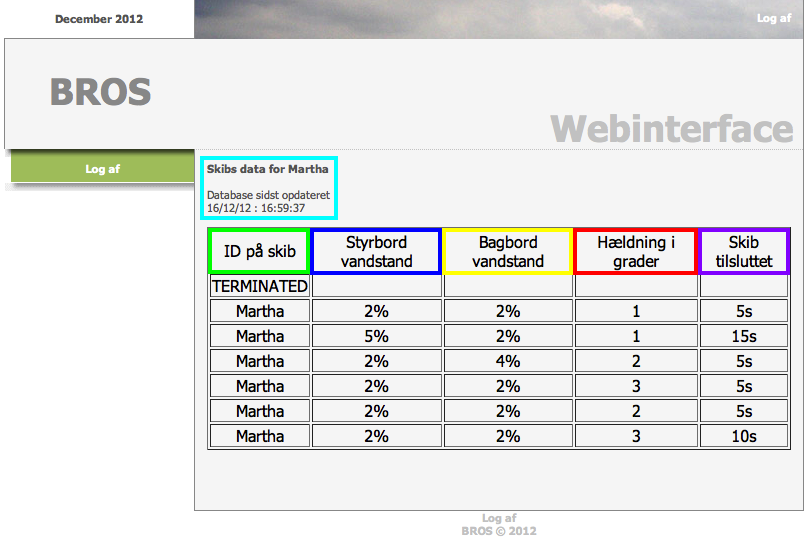 December 2012
Log af
BROS
Webinterface
Log af
Skibs data for Martha
Database sidst opdateret
16/12/12 : 16:59:37
ID på skib Styrbord vandstand Bagbord vandstand Hældning i grader Skib tilsluttet
TERMINATED
Martha 2% 2% 1 5s
Martha 5% 2% 1 15s
Martha 2% 4% 2 5s
Martha 2% 2% 3 5s
Martha 2% 2% 2 5s
Martha 2% 2% 3 10s
Log af
BROS © 2012